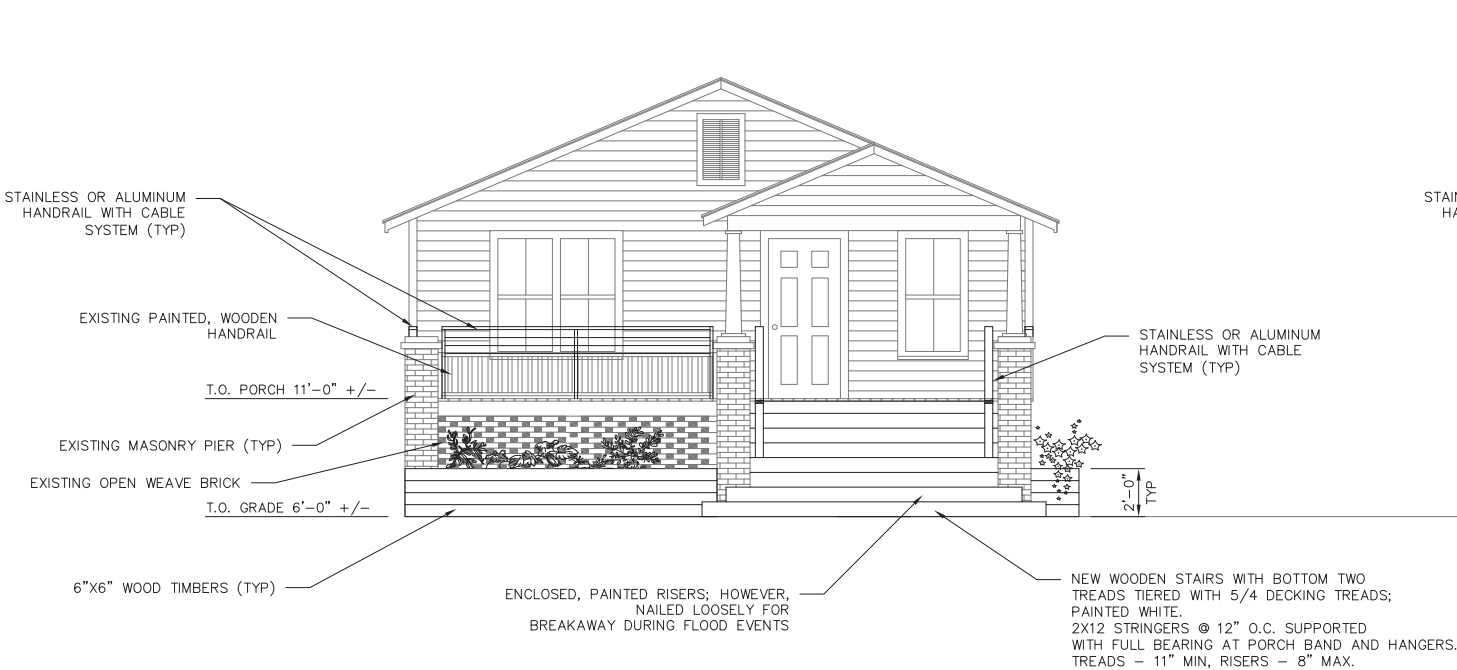 STAINLESS OR ALUMINUM
HANDRAIL WITH CABLE
SYSTEM (TYP)
EXISTING PAINTED, WOODEN
HANDRAIL
T.O. PORCH 11'-0" +/-
EXISTING MASONRY PIER (TYP)
EXISTING OPEN WEAVE BRICK
T.O. GRADE 6'-0" +/-
6"X6" WOOD TIMBERS (TYP)
ENCLOSED, PAINTED RISERS; HOWEVER,
NAILED LOOSELY FOR
BREAKAWAY DURING FLOOD EVENTS
STAINLESS OR ALUMINUM
HANDRAIL WITH CABLE
SYSTEM (TYP)
2'-0"
TYP
NEW WOODEN STAIRS WITH BOTTOM TWO
TREADS TIERED WITH 5/4 DECKING TREADS;
PAINTED WHITE.
2X12 STRINGERS @ 12" O.C. SUPPORTED
WITH FULL BEARING AT PORCH BAND AND HANGERS.
TREADS - 11" MIN, RISERS - 8" MAX.
STAIN
HA